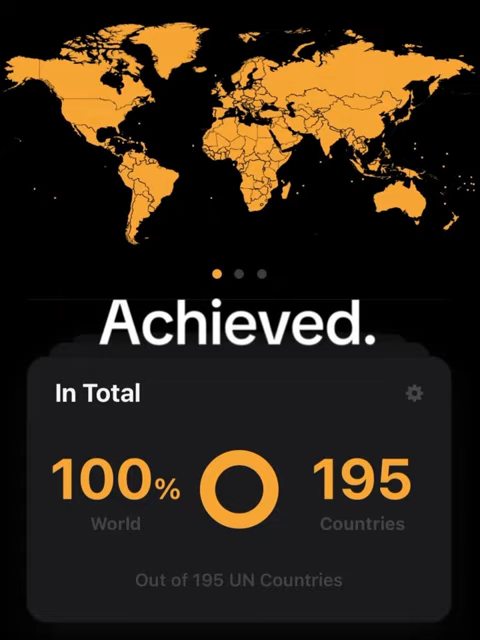 Achieved.
In Total
100% 195
World Countries
Out of 195 UN Countries